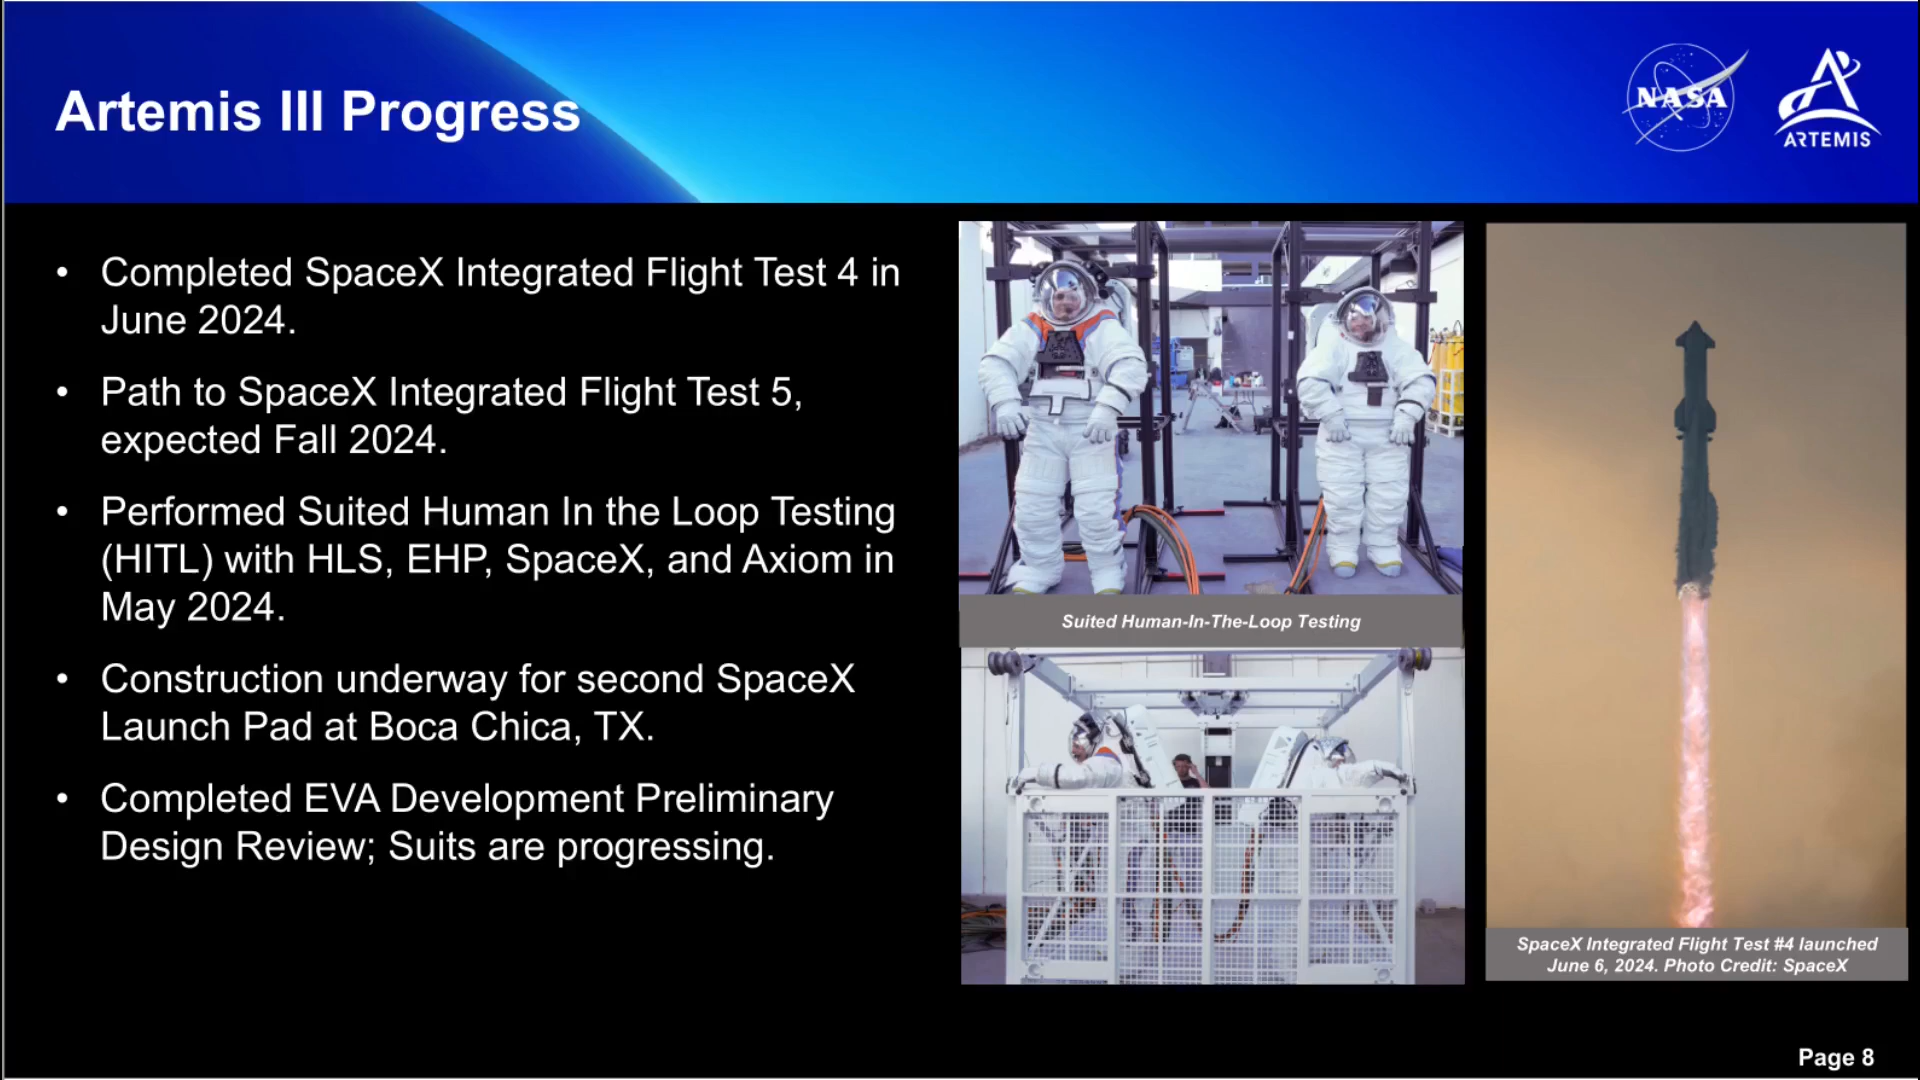 Artemis III Progress
NASA
ARTEMIS
• Completed SpaceX Integrated Flight Test 4 in
June 2024.
• Path to SpaceX Integrated Flight Test 5,
expected Fall 2024.
• Performed Suited Human In the Loop Testing
(HITL) with HLS, EHP, SpaceX, and Axiom in
May 2024.
• Construction underway for second SpaceX
Launch Pad at Boca Chica, TX.
• Completed EVA Development Preliminary
Design Review; Suits are progressing.
Suited Human-In-The-Loop Testing
SpaceX Integrated Flight Test #4 launched
June 6, 2024. Photo Credit: SpaceX
Page 8